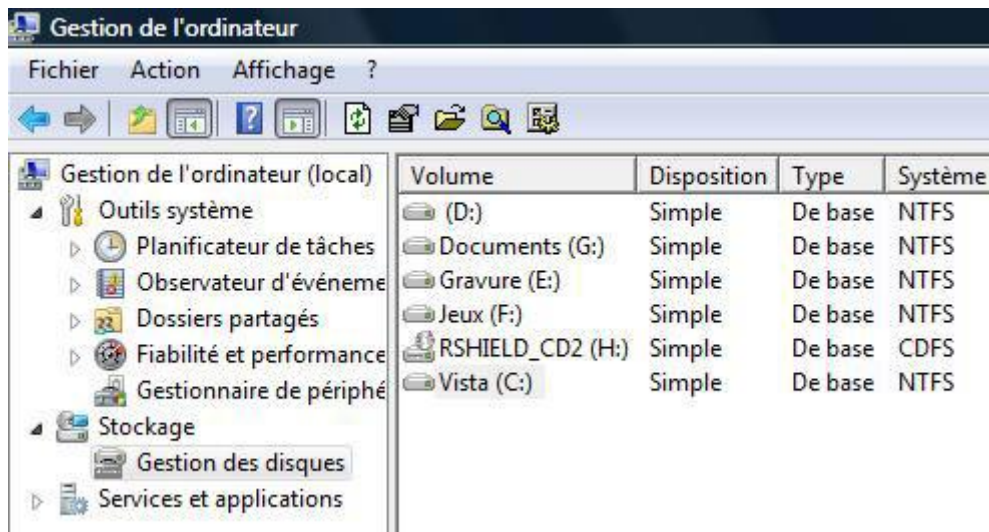 Gestion de l'ordinateur
Fichier Action Affichage ?
Gestion de l'ordinateur (local)
Outils système
Planificateur de tâches
Observateur d'événeme
Dossiers partagés
Fiabilité et performance
Gestionnaire de périphé
Stockage
Gestion des disques
Services et applications
Volume Disposition Type Système
(D:) Simple De base NTFS
Documents (G:) Simple De base NTFS
Gravure (E:) Simple De base NTFS
Jeux (F:) Simple De base NTFS
RSHIELD_CD2 (H:) Simple De base CDFS
Vista (C:) Simple De base NTFS